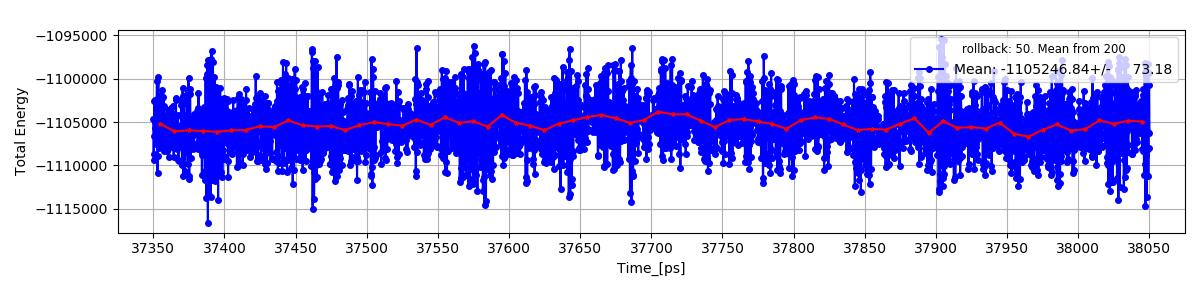 Total Energy
−1095000
−1100000
−1105000
−1110000
−1115000
rollback: 50. Mean from 200
Mean: -1105246.84+/- 73.18
37350 37400 37450 37500 37550 37600 37650 37700 37750 37800 37850 37900 37950 38000 38050
Time_[ps]